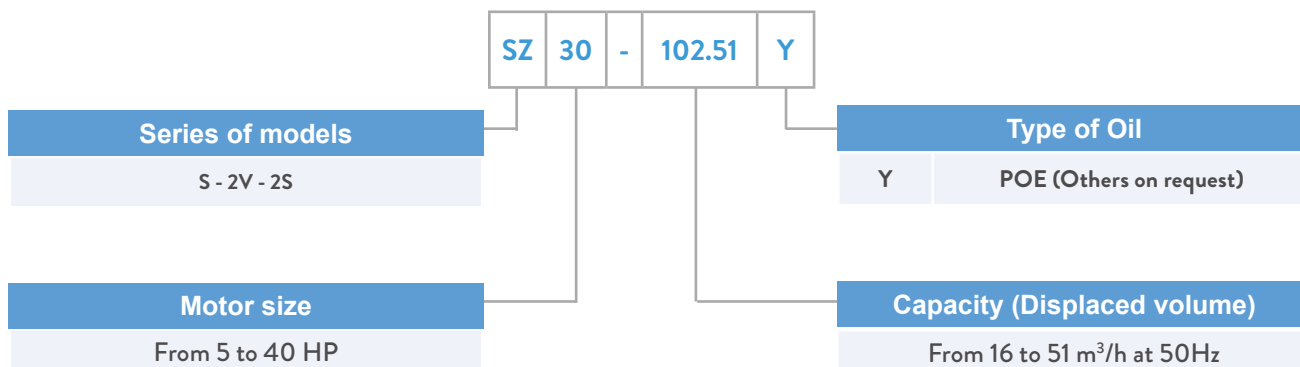 SZ 30 - 102.51 Y
Series of models
S - 2V - 2S
Type of Oil
Y POE (Others on request)
Motor size
From 5 to 40 HP
Capacity (Displaced volume)
From 16 to 51 m³/h at 50Hz